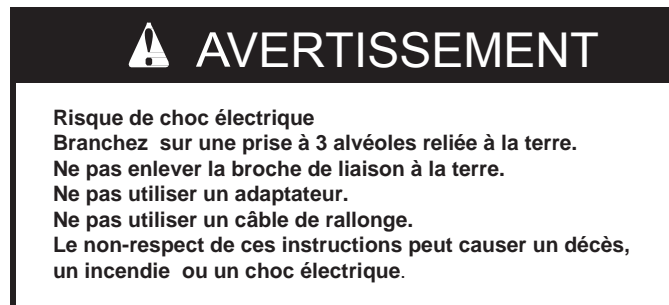 AVERTISSEMENT
Risque de choc électrique
Branchez sur une prise à 3 alvéoles reliée à la terre.
Ne pas enlever la broche de liaison à la terre.
Ne pas utiliser un adaptateur.
Ne pas utiliser un câble de rallonge.
Le non-respect de ces instructions peut causer un décès,
un incendie ou un choc électrique.